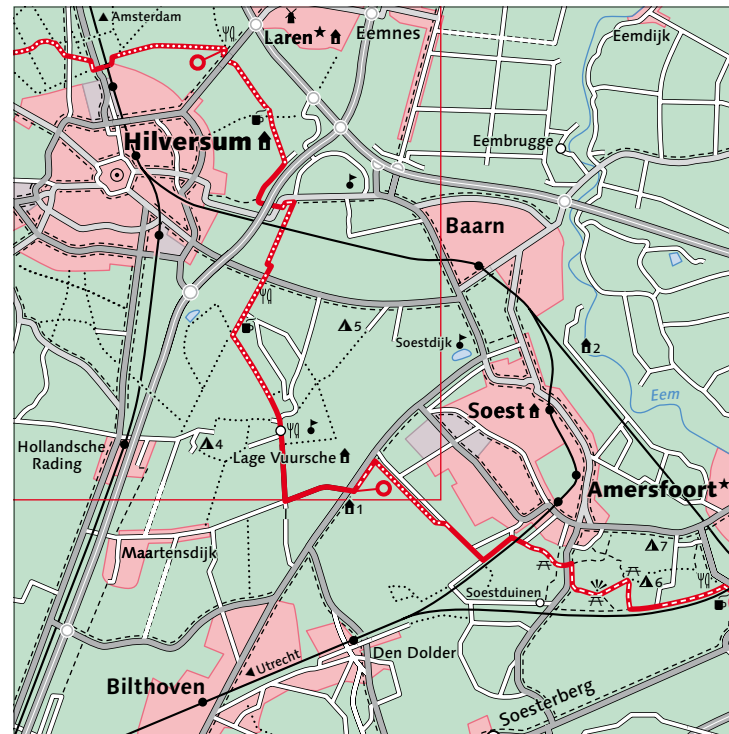 Amsterdam
Laren
Eemnes
Eemdijk
Hilversum
Eembrugge
Baarn
5
Soestdijk
2
Eem
Soest
4
Hollandsche
Rading
Lage Vuursche
Amersfoort
1
Maartensdijk
7
6
Soestduinen
Den Dolder
Utrecht
Bilthoven
Soesterberg